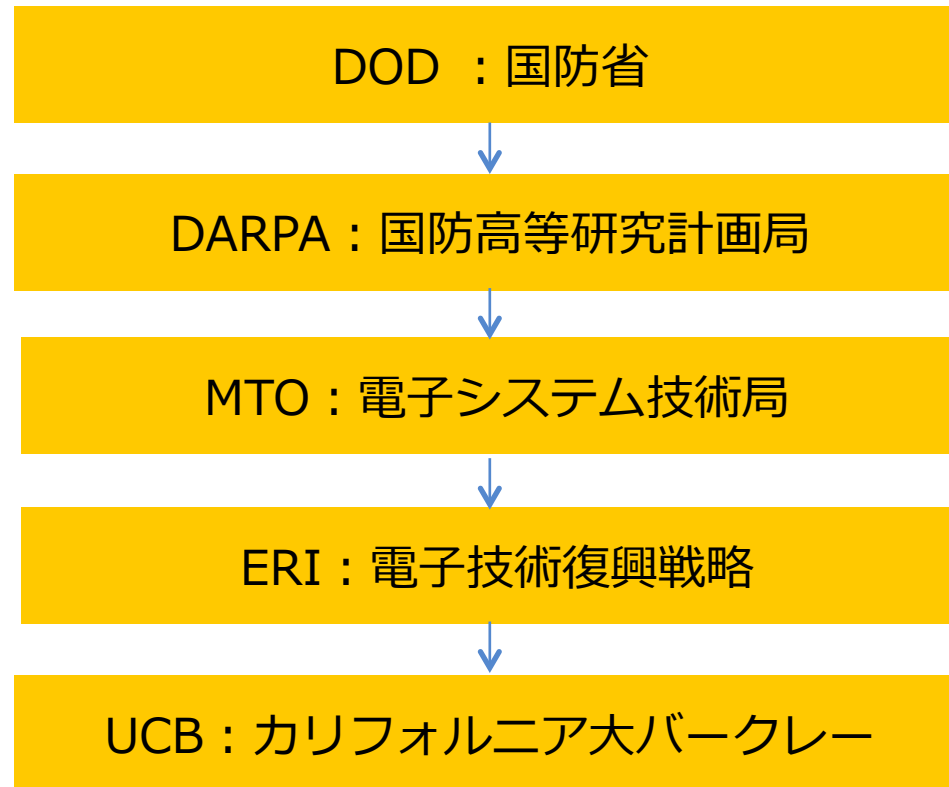 DOD ：国防省
DARPA：国防高等研究計画局
MTO：電子システム技術局
ERI：電子技術復興戦略
UCB：カリフォルニア大バークレー